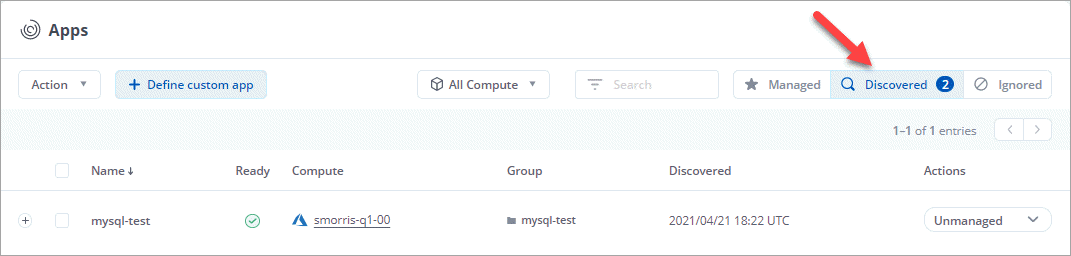 Apps
Action + Define custom app All Compute Search Managed Discovered 2 Ignored
1–1 of 1 entries
Name Ready Compute Group Discovered Actions
mysql-test smorris-q1-00 mysql-test 2021/04/21 18:22 UTC Unmanaged